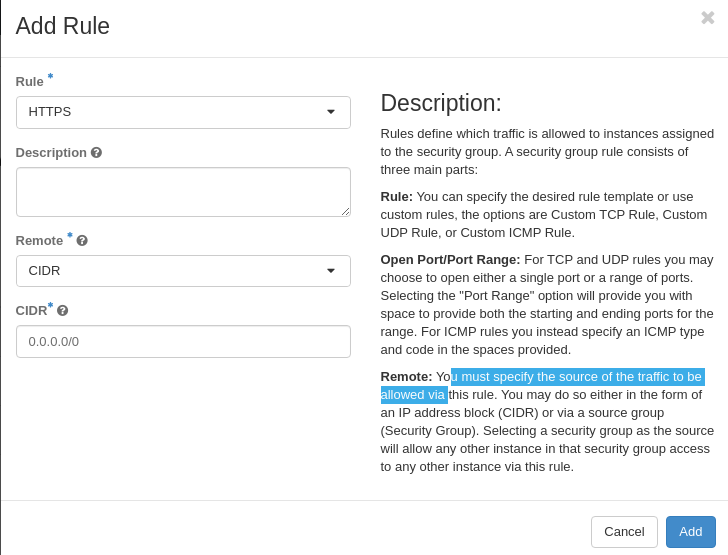 Add Rule
×
Rule *
HTTPS
Description ?
Remote * ?
CIDR
CIDR* ?
0.0.0.0/0
Description:
Rules define which traffic is allowed to instances assigned
to the security group. A security group rule consists of
three main parts:
Rule: You can specify the desired rule template or use
custom rules, the options are Custom TCP Rule, Custom
UDP Rule, or Custom ICMP Rule.
Open Port/Port Range: For TCP and UDP rules you may
choose to open either a single port or a range of ports.
Selecting the "Port Range" option will provide you with
space to provide both the starting and ending ports for the
range. For ICMP rules you instead specify an ICMP type
and code in the spaces provided.
Remote: You must specify the source of the traffic to be
allowed via this rule. You may do so either in the form of
an IP address block (CIDR) or via a source group
(Security Group). Selecting a security group as the source
will allow any other instance in that security group access
to any other instance via this rule.
Cancel
Add